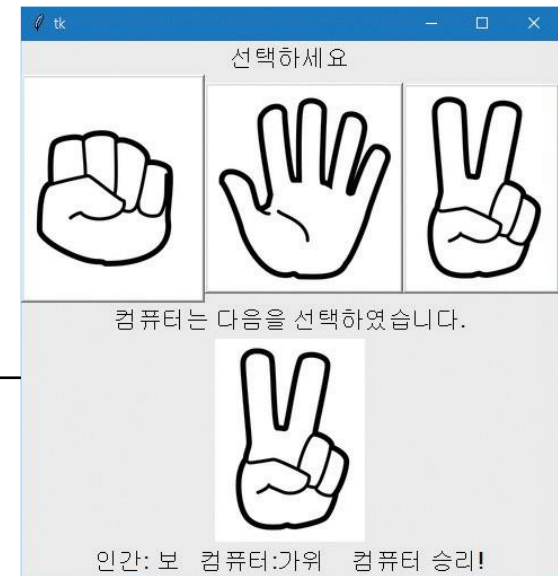 tk
선택하세요
컴퓨터는 다음을 선택하였습니다.
인간: 보 컴퓨터:가위 컴퓨터 승리!